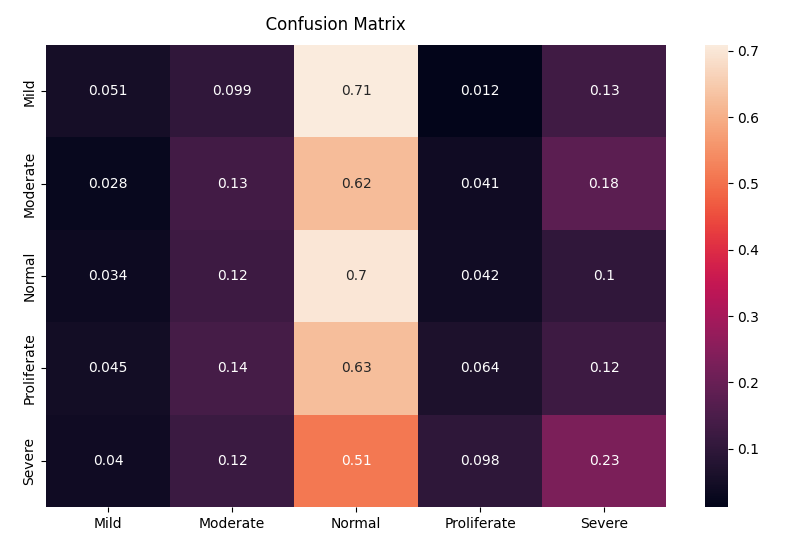 Confusion Matrix
Mild 0.051 0.099 0.71 0.012 0.13
Moderate 0.028 0.13 0.62 0.041 0.18
Normal 0.034 0.12 0.7 0.042 0.1
Proliferate 0.045 0.14 0.63 0.064 0.12
Severe 0.04 0.12 0.51 0.098 0.23
Mild Moderate Normal Proliferate Severe
0.7
0.6
0.5
0.4
0.3
0.2
0.1